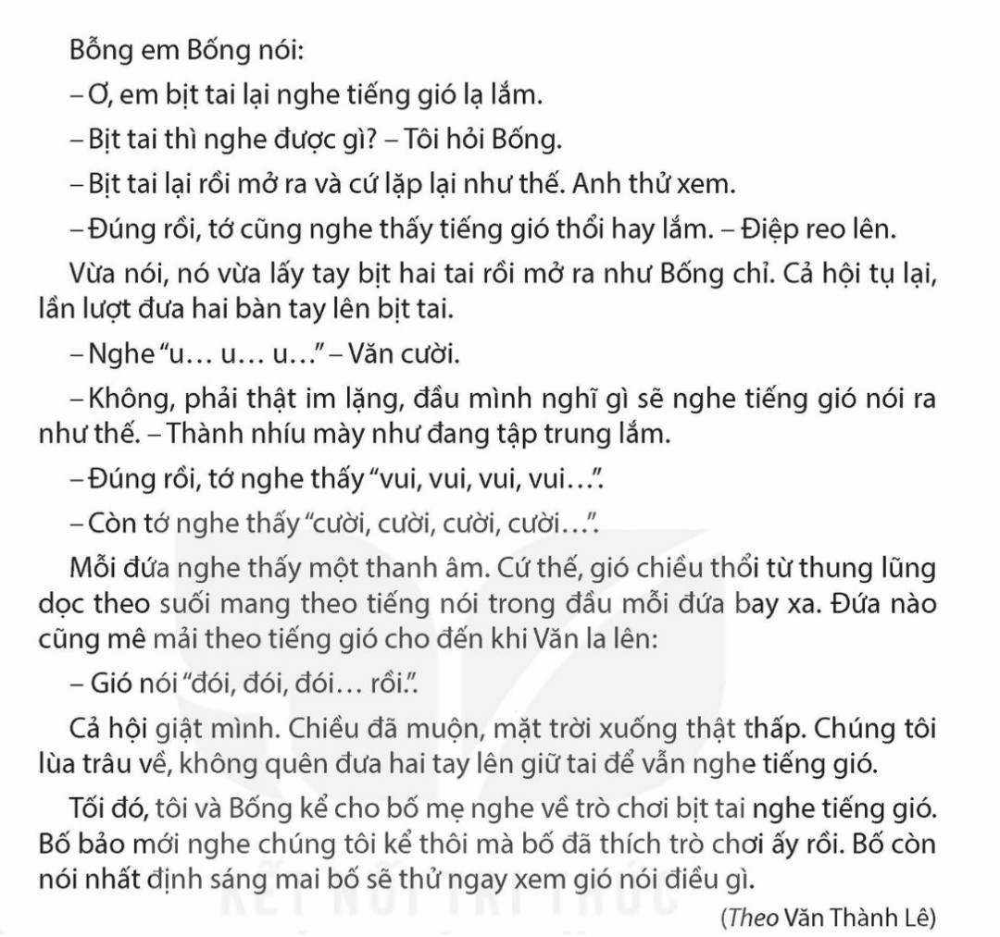 Bỗng em Bống nói:
– Ơ, em bịt tai lại nghe tiếng gió lạ lắm.
– Bịt tai thì nghe được gì? – Tôi hỏi Bống.
– Bịt tai lại rồi mở ra và cứ lặp lại như thế. Anh thử xem.
– Đúng rồi, tớ cũng nghe thấy tiếng gió thổi hay lắm. – Điệp reo lên.
Vừa nói, nó vừa lấy tay bịt hai tai rồi mở ra như Bống chỉ. Cả hội tụ lại,
lần lượt đưa hai bàn tay lên bịt tai.
– Nghe “u… u… u…” – Văn cười.
– Không, phải thật im lặng, đầu mình nghĩ gì sẽ nghe tiếng gió nói ra
như thế. – Thành nhíu mày như đang tập trung lắm.
– Đúng rồi, tớ nghe thấy “vui, vui, vui, vui…”.
– Còn tớ nghe thấy “cười, cười, cười, cười…”.
Mỗi đứa nghe thấy một thanh âm. Cứ thế, gió chiều thổi từ thung lũng
dọc theo suối mang theo tiếng nói trong đầu mỗi đứa bay xa. Đứa nào
cũng mê mải theo tiếng gió cho đến khi Văn la lên:
– Gió nói “đói, đói, đói… rồi.”.
Cả hội giật mình. Chiều đã muộn, mặt trời xuống thật thấp. Chúng tôi
lùa trâu về, không quên đưa hai tay lên giữ tai để vẫn nghe tiếng gió.
Tối đó, tôi và Bống kể cho bố mẹ nghe về trò chơi bịt tai nghe tiếng gió.
Bố bảo mới nghe chúng tôi kể thôi mà bố đã thích trò chơi ấy rồi. Bố còn
nói nhất định sáng mai bố sẽ thử ngay xem gió nói điều gì.
KẾT NỐI TRI THỨC
(Theo Văn Thành Lê)